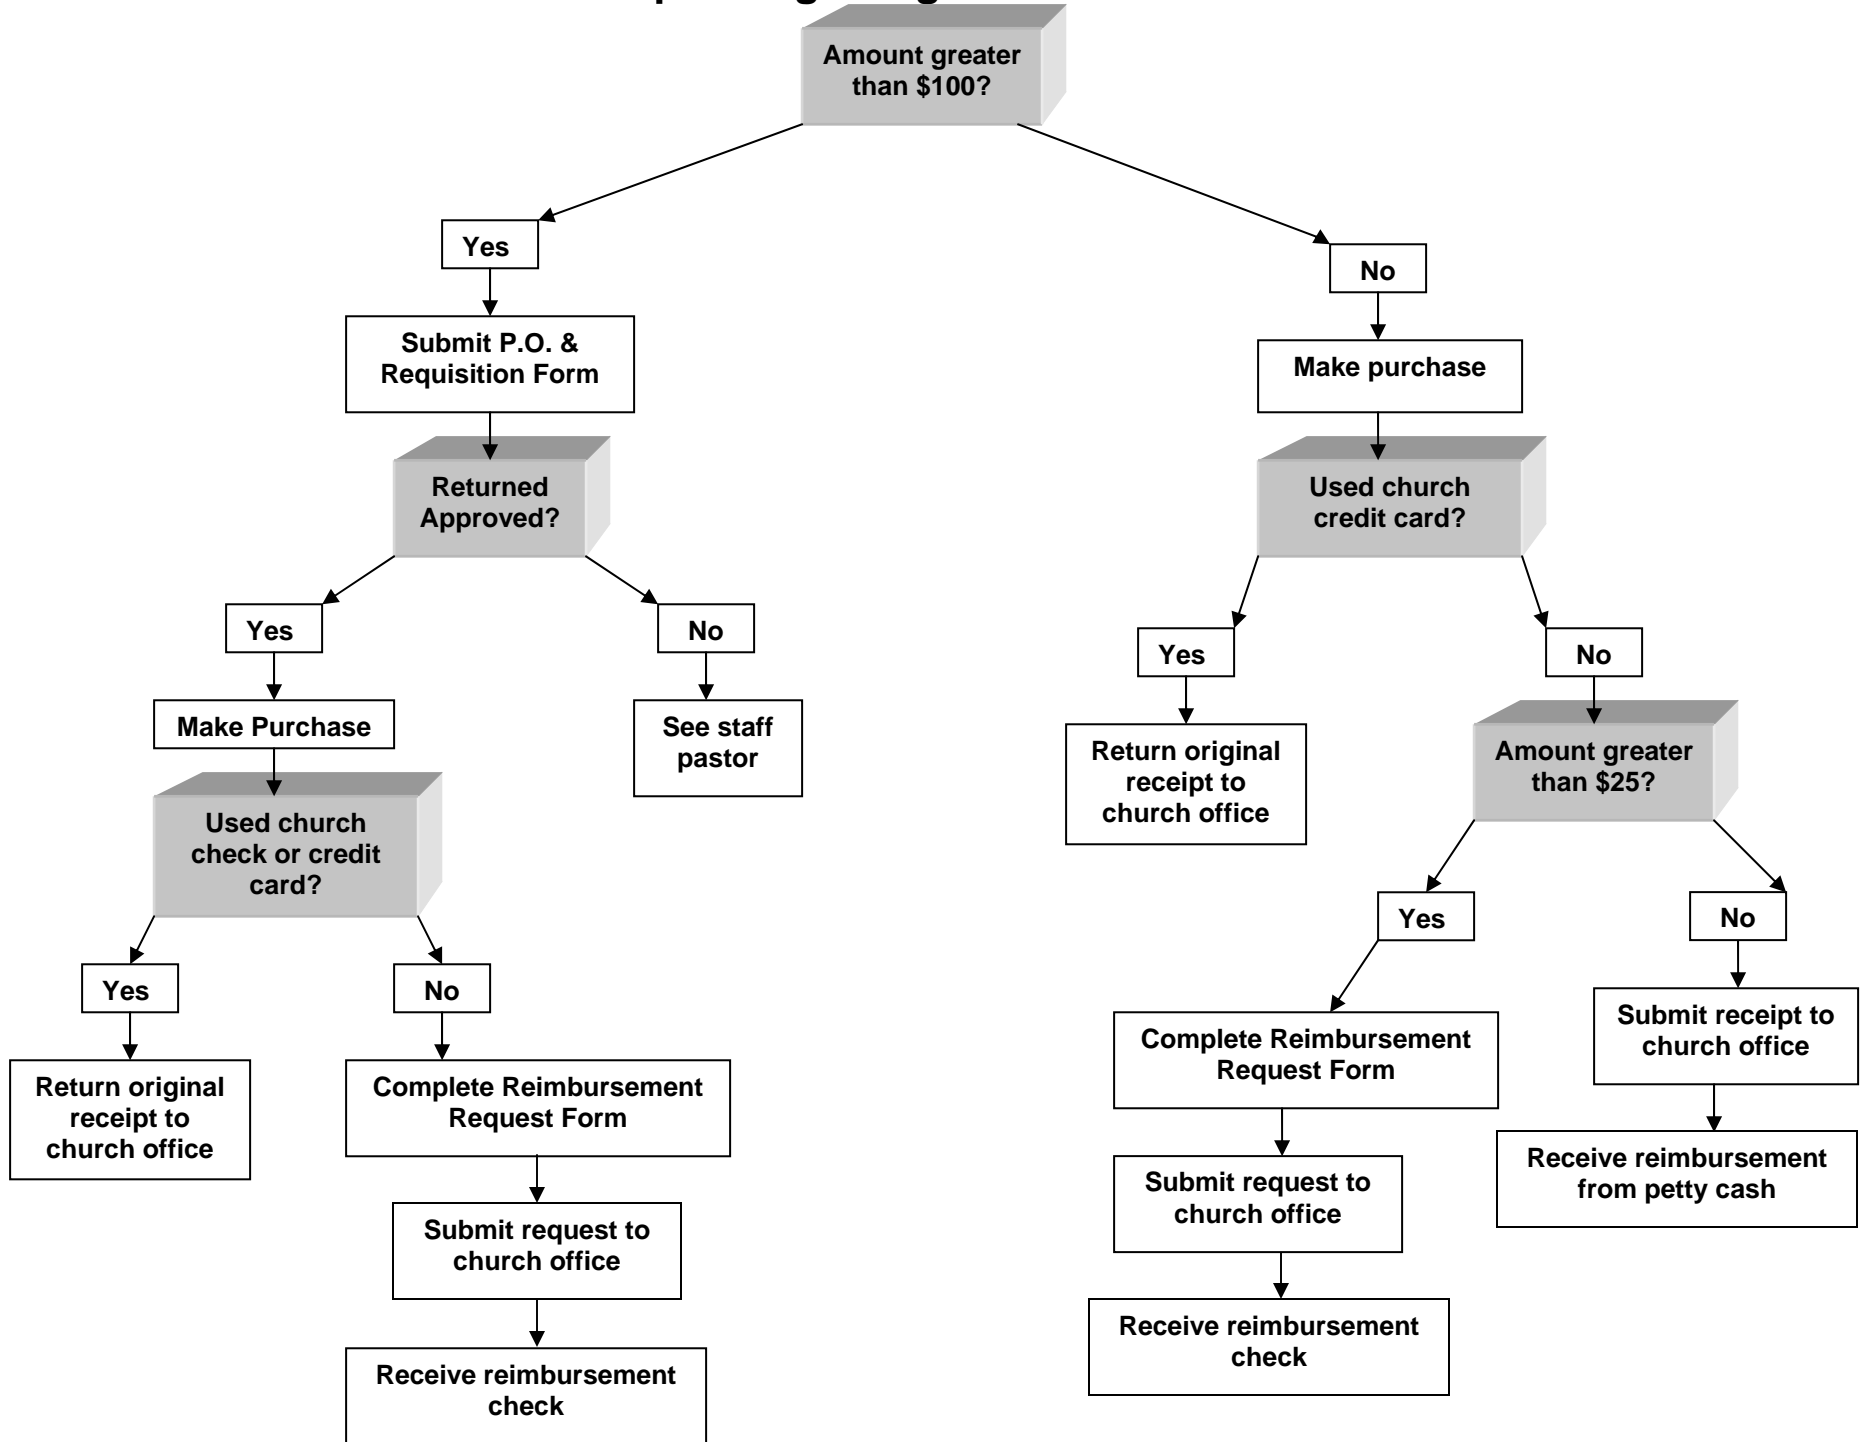 Amount greater
than $100?
Yes
No
Submit P.O. &
Requisition Form
Make purchase
Returned
Approved?
Used church
credit card?
Yes
No
Yes
No
Make Purchase
See staff
pastor
Return original
receipt to
church office
Amount greater
than $25?
Used church
check or credit
card?
Yes
No
Yes
No
Return original
receipt to
church office
Complete Reimbursement
Request Form
Complete Reimbursement
Request Form
Submit receipt to
church office
Submit request to
church office
Submit request to
church office
Receive reimbursement
from petty cash
Receive reimbursement
check
Receive reimbursement
check